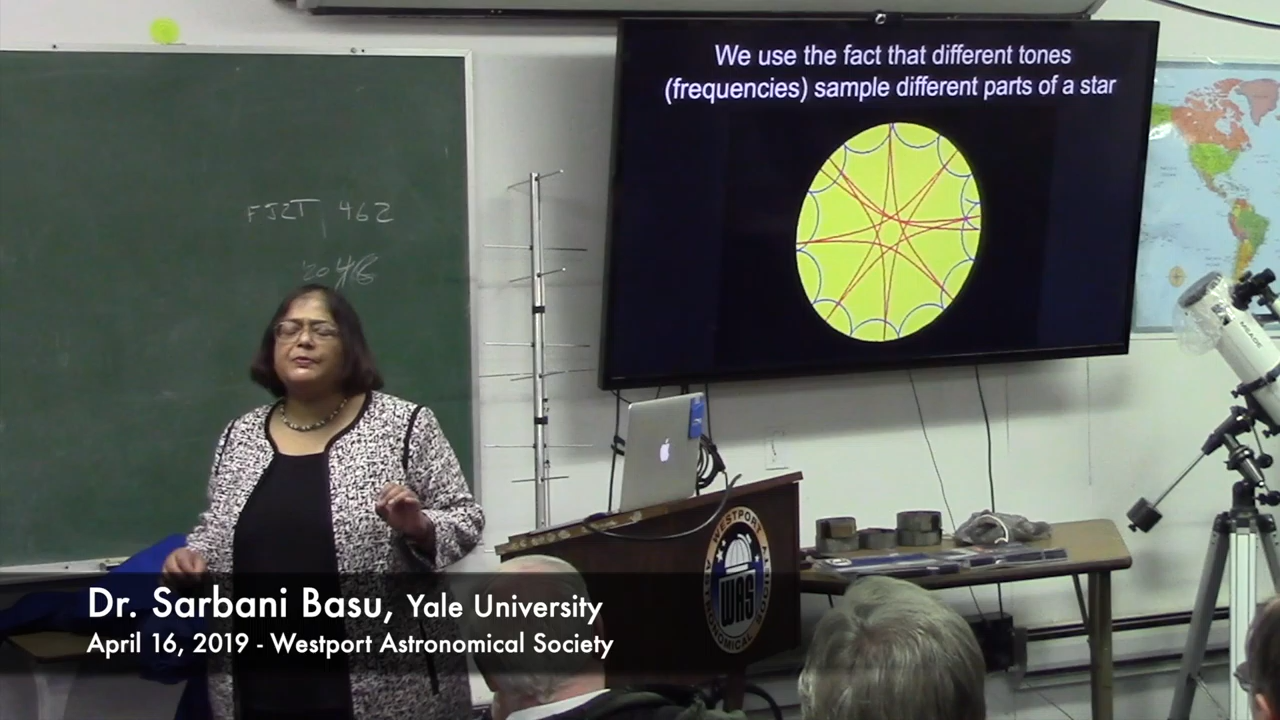 We use the fact that different tones
(frequencies) sample different parts of a star
FJ2T 462
MEADE
WESTPORT ASTRONOMICAL SOCIETY
WAS
Dr. Sarbani Basu, Yale University
April 16, 2019 - Westport Astronomical Society